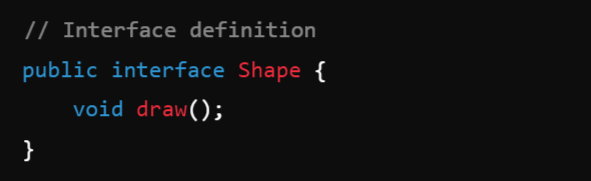 // Interface definition
public interface Shape {
    void draw();
}